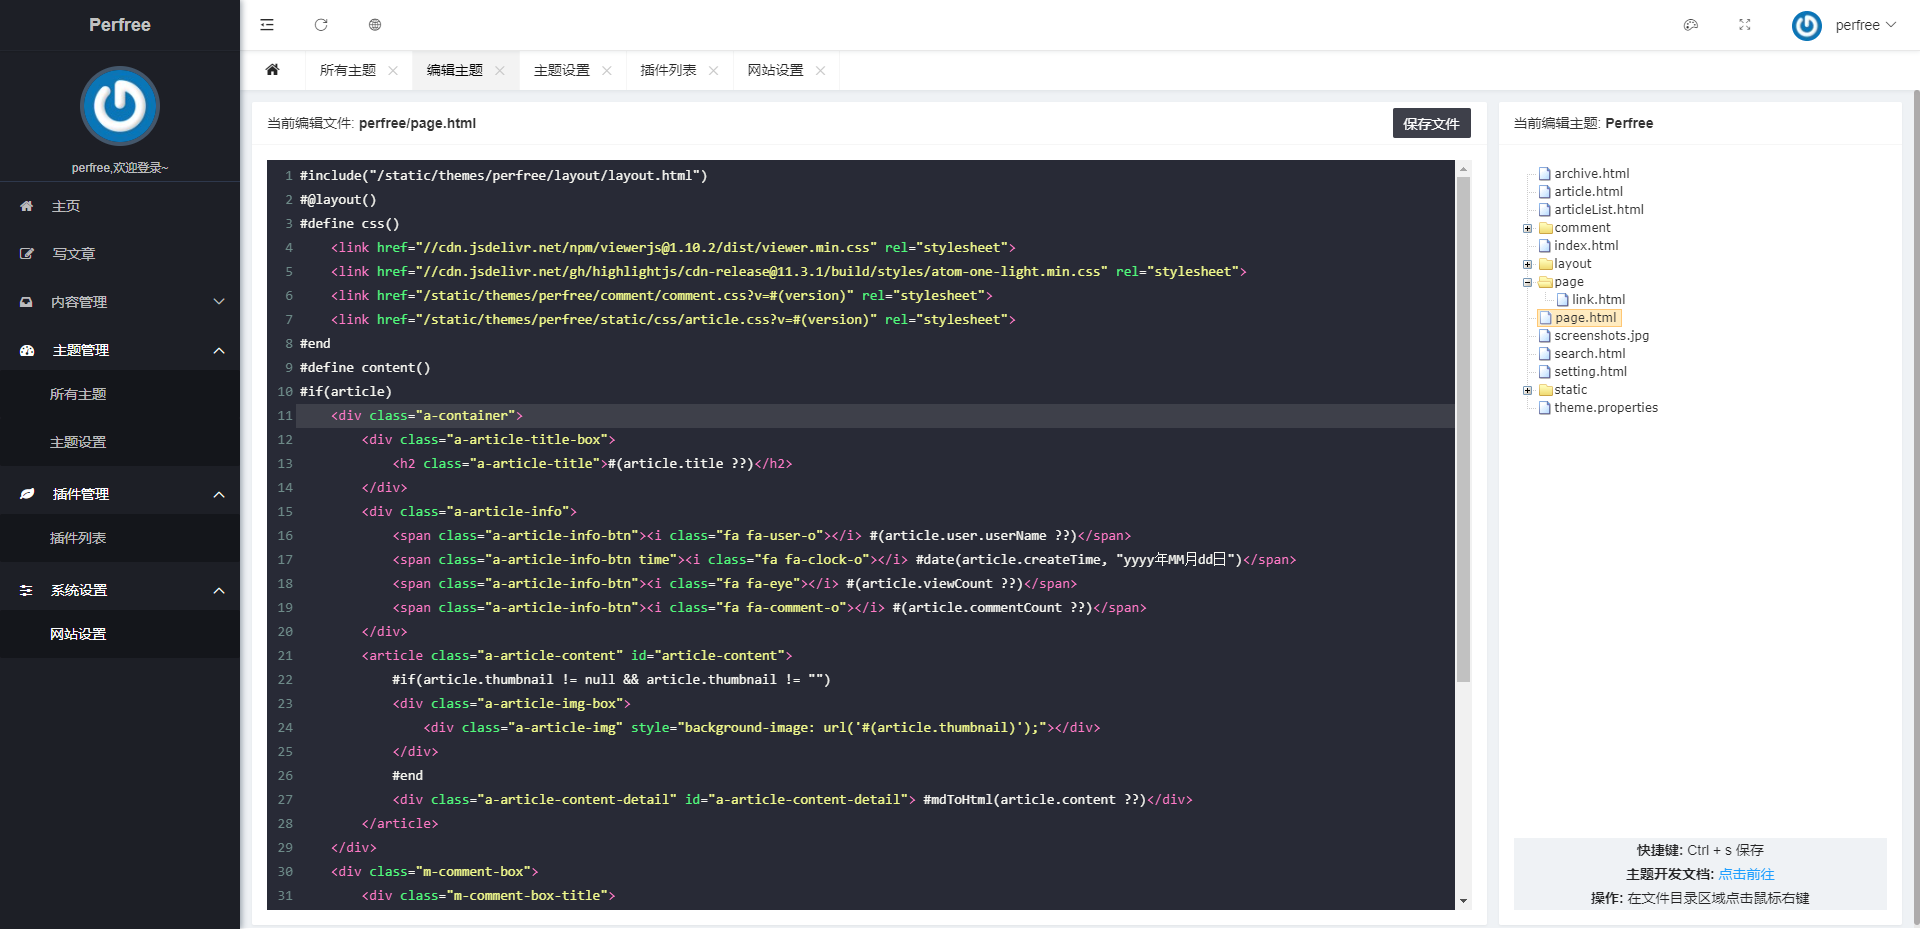 Perfree
perfree,欢迎登录~
主页
写文章
内容管理
主题管理
所有主题
主题设置
插件管理
插件列表
系统设置
网站设置
perfree
所有主题
编辑主题
主题设置
插件列表
网站设置
当前编辑文件: perfree/page.html
保存文件
1 #include("/static/themes/perfree/layout/layout.html")
2 #@layout()
3 #define css()
4 <link href="//cdn.jsdelivr.net/npm/viewerjs@1.10.2/dist/viewer.min.css" rel="stylesheet">
5 <link href="//cdn.jsdelivr.net/gh/highlightjs/cdn-release@11.3.1/build/styles/atom-one-light.min.css" rel="stylesheet">
6 <link href="/static/themes/perfree/comment/comment.css?v=#(version)" rel="stylesheet">
7 <link href="/static/themes/perfree/static/css/article.css?v=#(version)" rel="stylesheet">
8 #end
9 #define content()
10 #if(article)
11 <div class="a-container">
12 <div class="a-article-title-box">
13 <h2 class="a-article-title">#(article.title ??)</h2>
14 </div>
15 <div class="a-article-info">
16 <span class="a-article-info-btn"><i class="fa fa-user-o"></i> #(article.user.userName ??)</span>
17 <span class="a-article-info-btn time"><i class="fa fa-clock-o"></i> #date(article.createTime, "yyyy年MM月dd日")</span>
18 <span class="a-article-info-btn"><i class="fa fa-eye"></i> #(article.viewCount ??)</span>
19 <span class="a-article-info-btn"><i class="fa fa-comment-o"></i> #(article.commentCount ??)</span>
20 </div>
21 <article class="a-article-content" id="article-content">
22 #if(article.thumbnail != null && article.thumbnail != "")
23 <div class="a-article-img-box">
24 <div class="a-article-img" style="background-image: url('#(article.thumbnail)');"></div>
25 </div>
26 #end
27 <div class="a-article-content-detail" id="a-article-content-detail"> #mdToHtml(article.content ??)</div>
28 </article>
29 </div>
30 <div class="m-comment-box">
31 <div class="m-comment-box-title">
当前编辑主题: Perfree
archive.html
article.html
articleList.html
comment
index.html
layout
page
link.html
page.html
screenshots.jpg
search.html
setting.html
static
theme.properties
快捷键: Ctrl + s 保存
主题开发文档: 点击前往
操作: 在文件目录区域点击鼠标右键